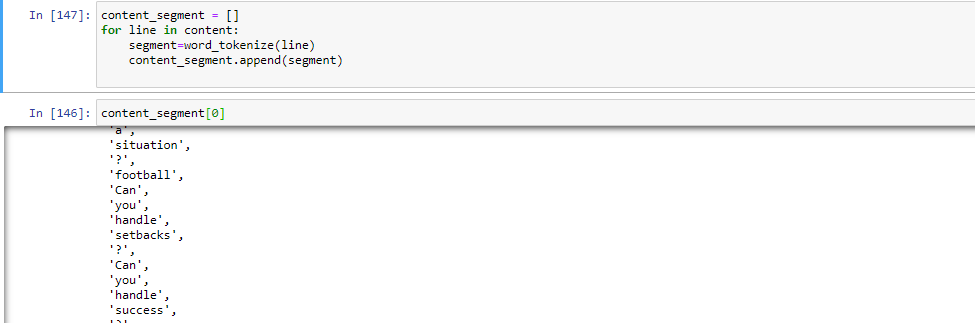 In [147]: content_segment = []
for line in content:
    segment=word_tokenize(line)
    content_segment.append(segment)
In [146]: content_segment[0]
'a',
'situation',
'?',
'football',
'Can',
'you',
'handle',
'setbacks',
'?',
'Can',
'you',
'handle',
'success',